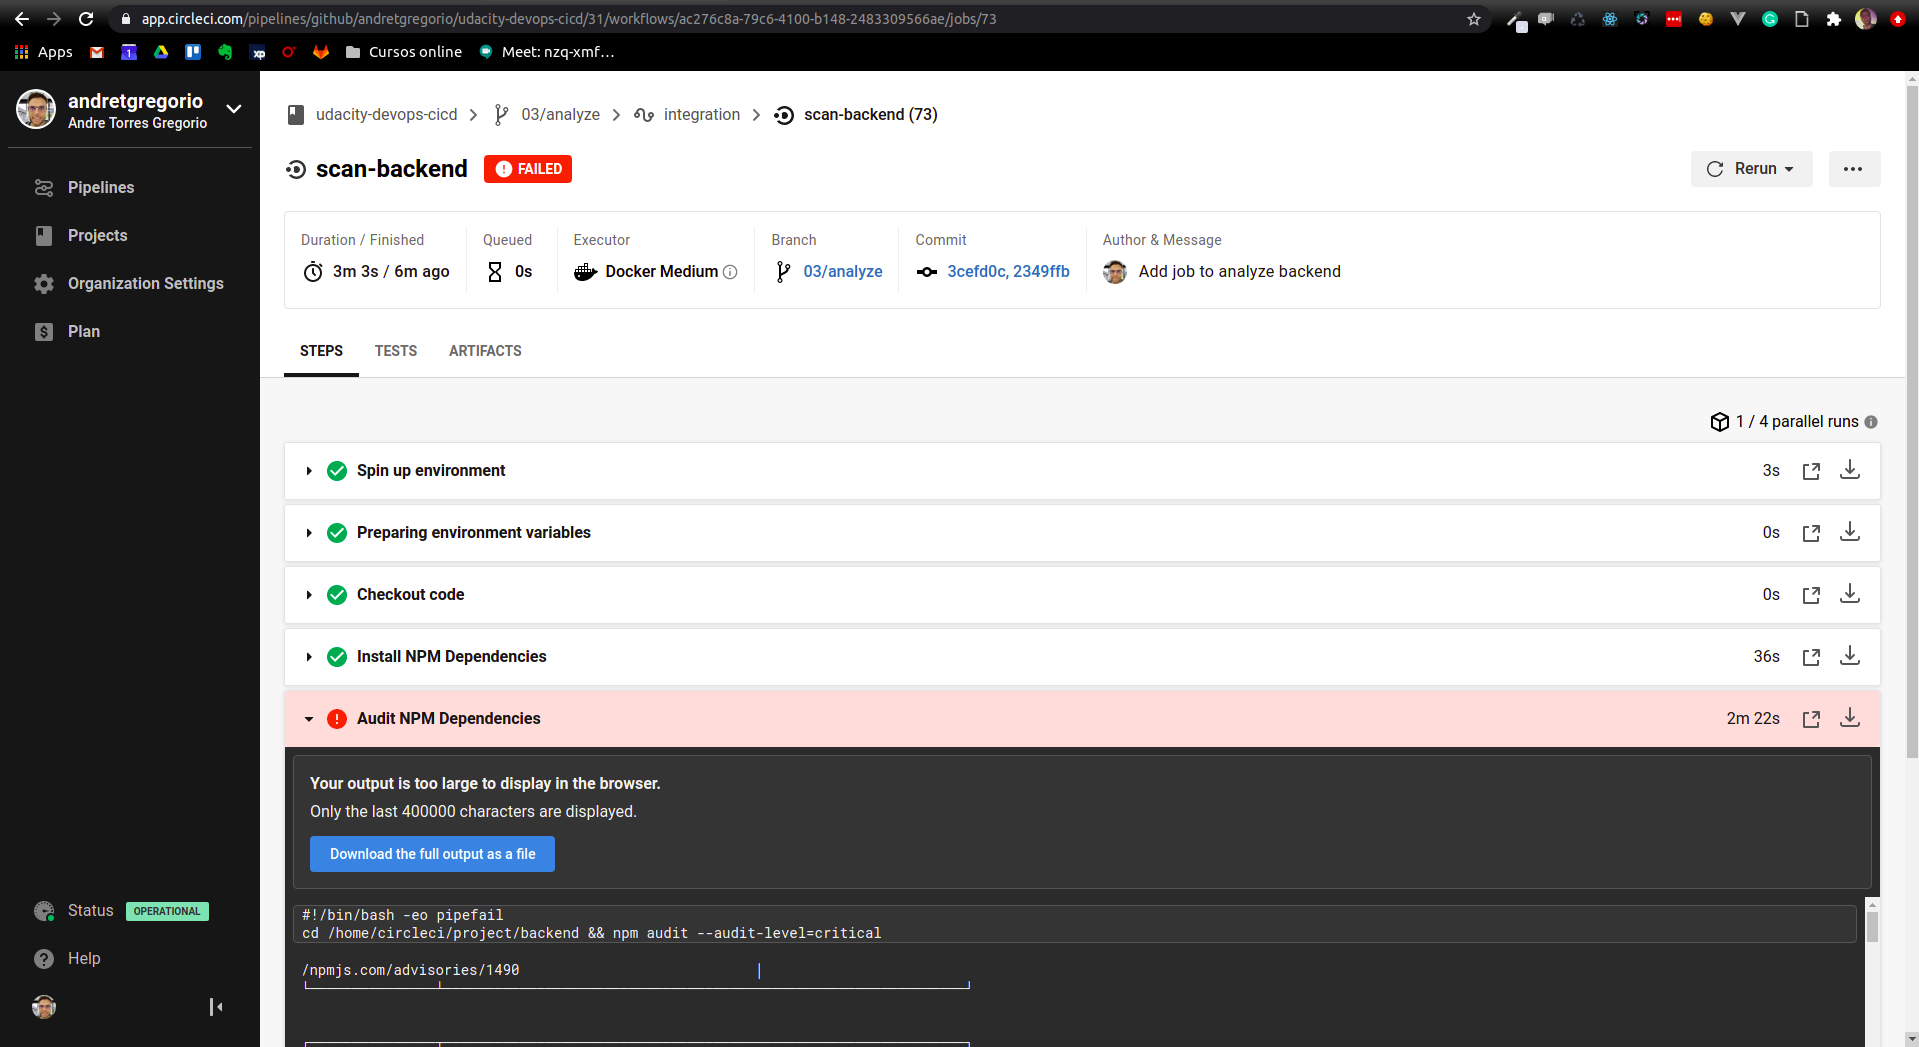 app.circleci.com/pipelines/github/andretgregorio/udacity-devops-cicd/31/workflows/ac276c8a-79c6-4100-b148-2483309566ae/jobs/73
Apps
1
xp
Cursos online
Meet: nzq-xmf...
andretgregorio
Andre Torres Gregorio
Pipelines
Projects
Organization Settings
Plan
Status OPERATIONAL
Help
udacity-devops-cicd
03/analyze
integration
scan-backend (73)
scan-backend
FAILED
Rerun
Duration / Finished
3m 3s / 6m ago
Queued
0s
Executor
Docker Medium
Branch
03/analyze
Commit
3cefd0c, 2349ffb
Author & Message
Add job to analyze backend
STEPS
TESTS
ARTIFACTS
1 / 4 parallel runs
Spin up environment 3s
Preparing environment variables 0s
Checkout code 0s
Install NPM Dependencies 36s
Audit NPM Dependencies 2m 22s
Your output is too large to display in the browser.
Only the last 400000 characters are displayed.
Download the full output as a file
#!/bin/bash -eo pipefail
cd /home/circleci/project/backend && npm audit --audit-level=critical
/npmjs.com/advisories/1490